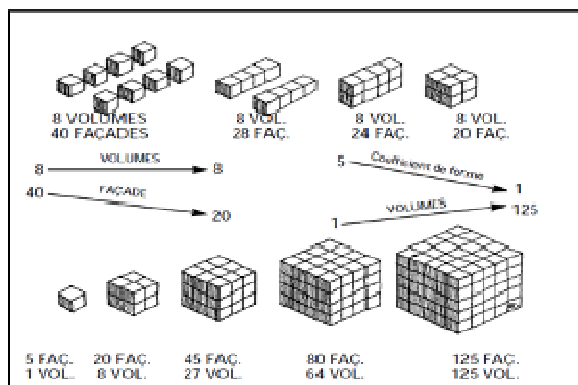 8 VOLUMES
40 FAÇADES
8 VOL.
28 FAÇ.
8 VOL.
24 FAÇ.
8 VOL.
20 FAÇ.
8 VOLUMES 8
40 FAÇADE 20
5 Coefficient de forme 1
1 VOLUMES 125
5 FAÇ.
1 VOL.
20 FAÇ.
8 VOL.
45 FAÇ.
27 VOL.
80 FAÇ.
64 VOL.
125 FAÇ.
125 VOL.